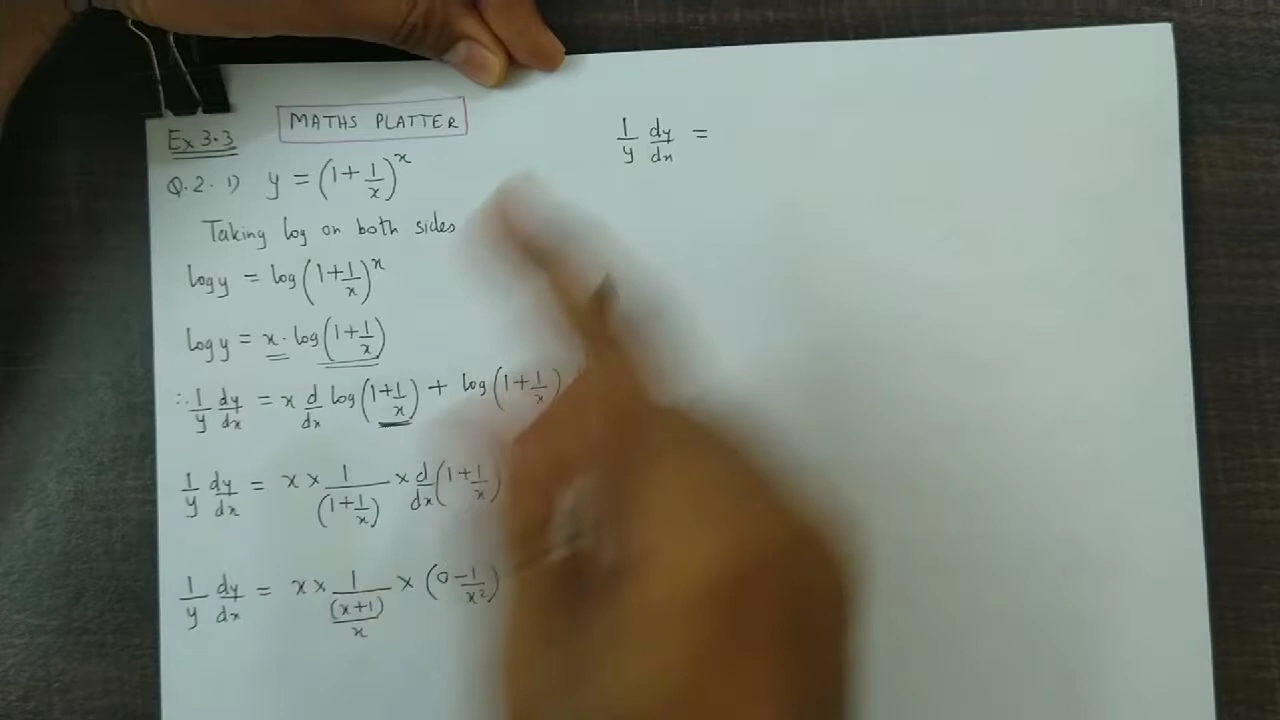 Ex 3.3
MATHS PLATTER
Q.2. 1) y = (1 + 1/x)^x
Taking log on both sides
log y = log (1 + 1/x)^x
log y = x · log (1 + 1/x)
∴ 1/y dy/dx = x d/dx log (1 + 1/x) + log (1 + 1/x)
1/y dy/dx = x × 1/(1 + 1/x) × d/dx (1 + 1/x)
1/y dy/dx = x × 1/((x+1)/x) × (0 - 1/x²)
1/y dy/dx =